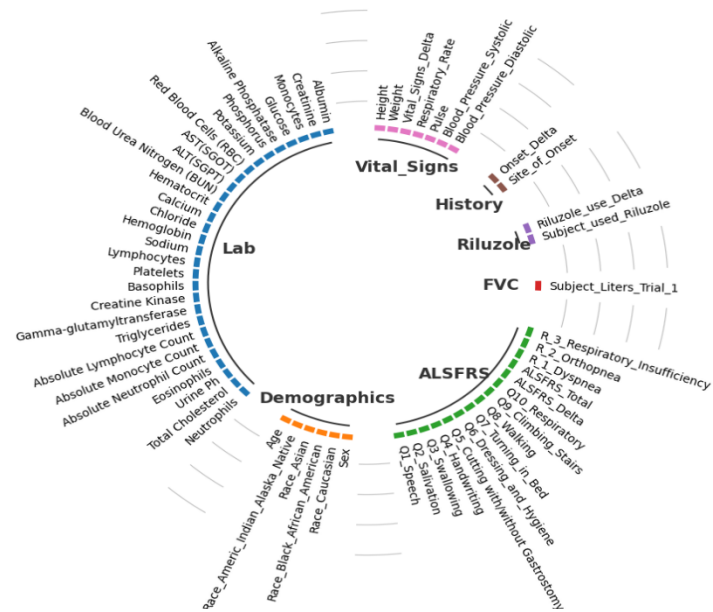 Height
Weight
Vital_Signs_Delta
Respiratory_Rate
Pulse
Blood_Pressure_Systolic
Blood_Pressure_Diastolic
Vital_Signs
Onset_Delta
Site_of_Onset
History
Riluzole_use_Delta
Subject_used_Riluzole
Riluzole
FVC
Subject_Liters_Trial_1
R_3_Respiratory_Insufficiency
R_2_Orthopnea
R_1_Dyspnea
ALSFRS_Total
ALSFRS_Delta
Q10_Respiratory
Q9_Climbing_Stairs
Q8_Walking
Q7_Turning_in_Bed
Q6_Dressing_and_Hygiene
Q5_Cutting with/without Gastrostomy
Q4_Handwriting
Q3_Swallowing
Q2_Salivation
Q1_Speech
ALSFRS
Sex
Race_Caucasian
Race_Black_African_American
Race_Asian
Race_Americ_Indian_Alaska_Native
Age
Demographics
Neutrophils
Total Cholesterol
Urine Ph
Eosinophils
Absolute Neutrophil Count
Absolute Monocyte Count
Absolute Lymphocyte Count
Triglycerides
Gamma-glutamyltransferase
Creatine Kinase
Basophils
Platelets
Lymphocytes
Sodium
Hemoglobin
Chloride
Calcium
Hematocrit
Blood Urea Nitrogen (BUN)
ALT(SGPT)
AST(SGOT)
Red Blood Cells (RBC)
Potassium
Phosphorus
Alkaline Phosphatase
Glucose
Monocytes
Creatinine
Albumin
Lab